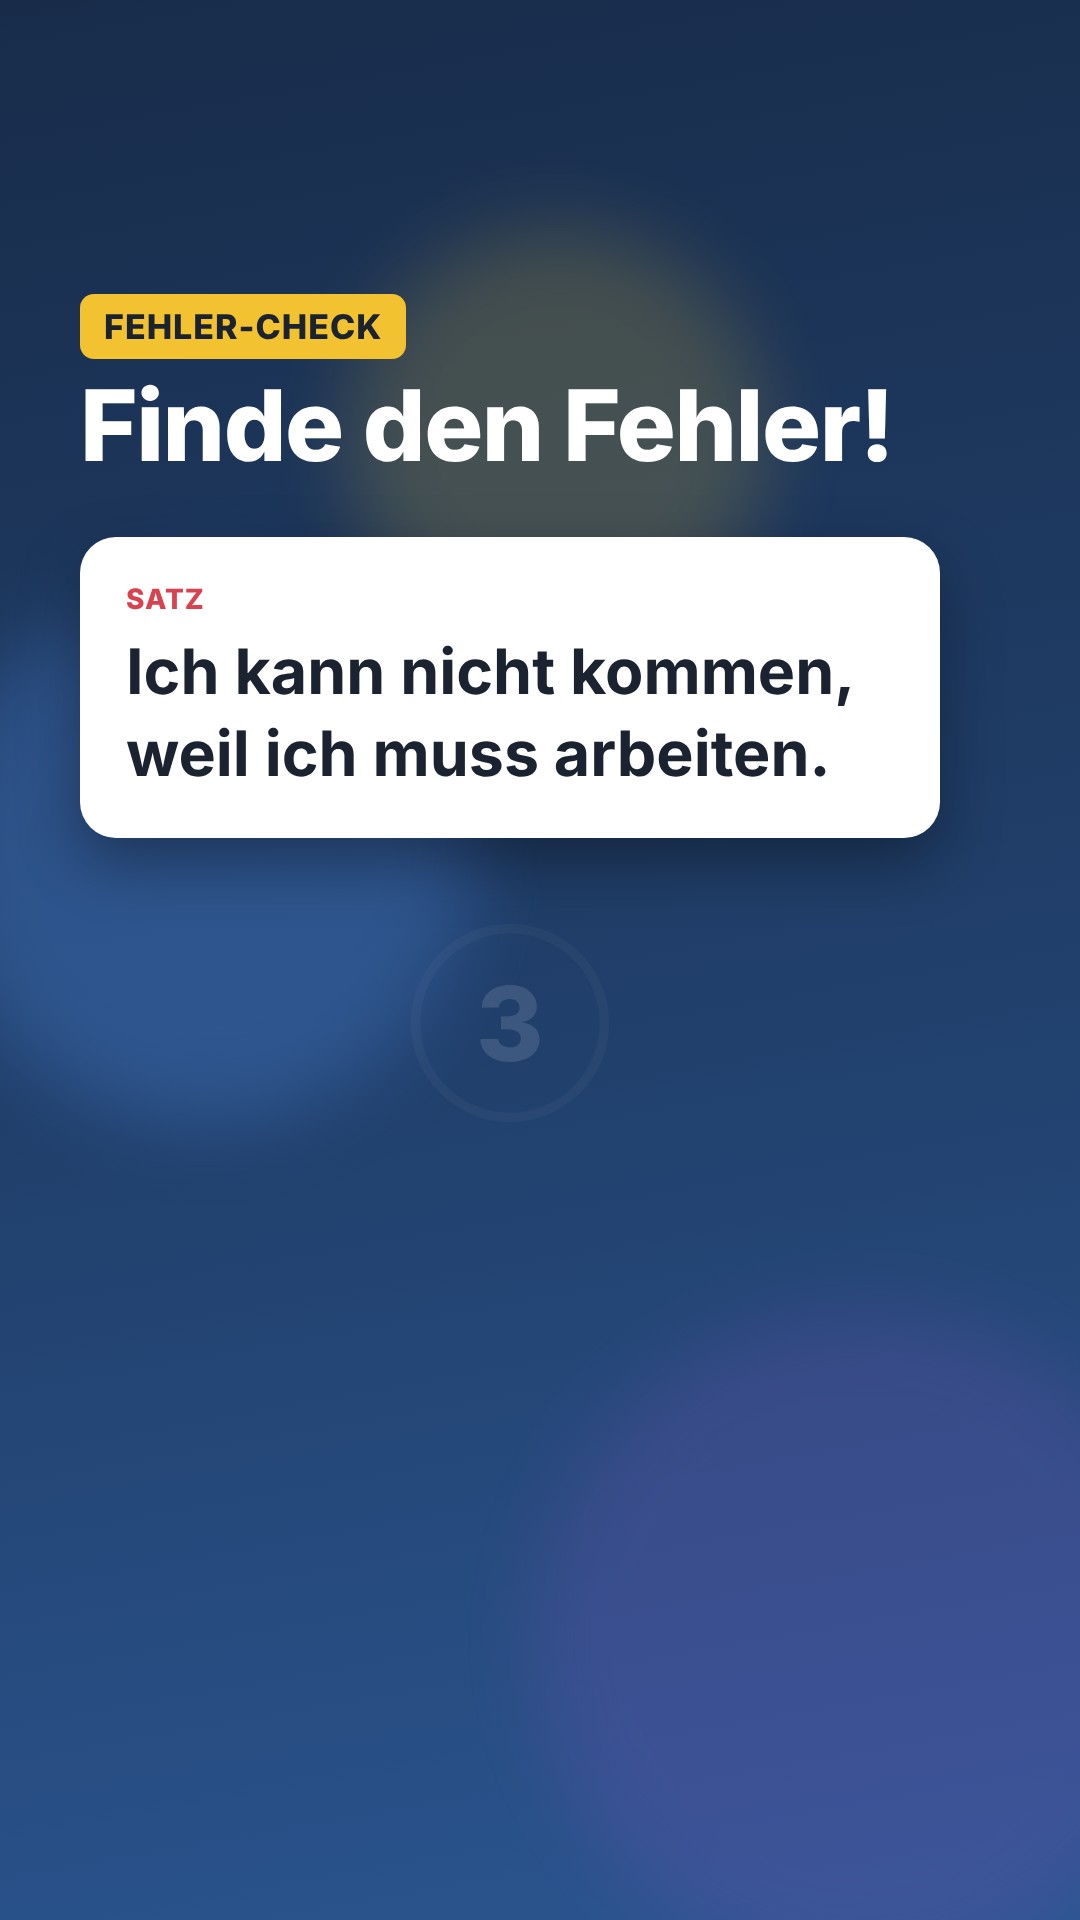 FEHLER-CHECK
Finde den Fehler!
SATZ
Ich kann nicht kommen,
weil ich muss arbeiten.
3